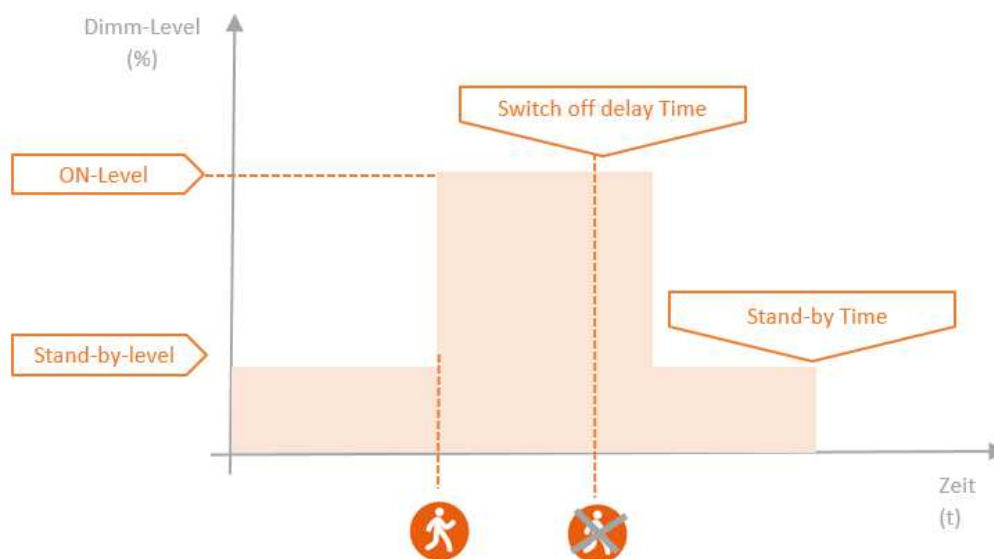 Dimm-Level
(%)
Switch off delay Time
ON-Level
Stand-by Time
Stand-by-level
Zeit
(t)